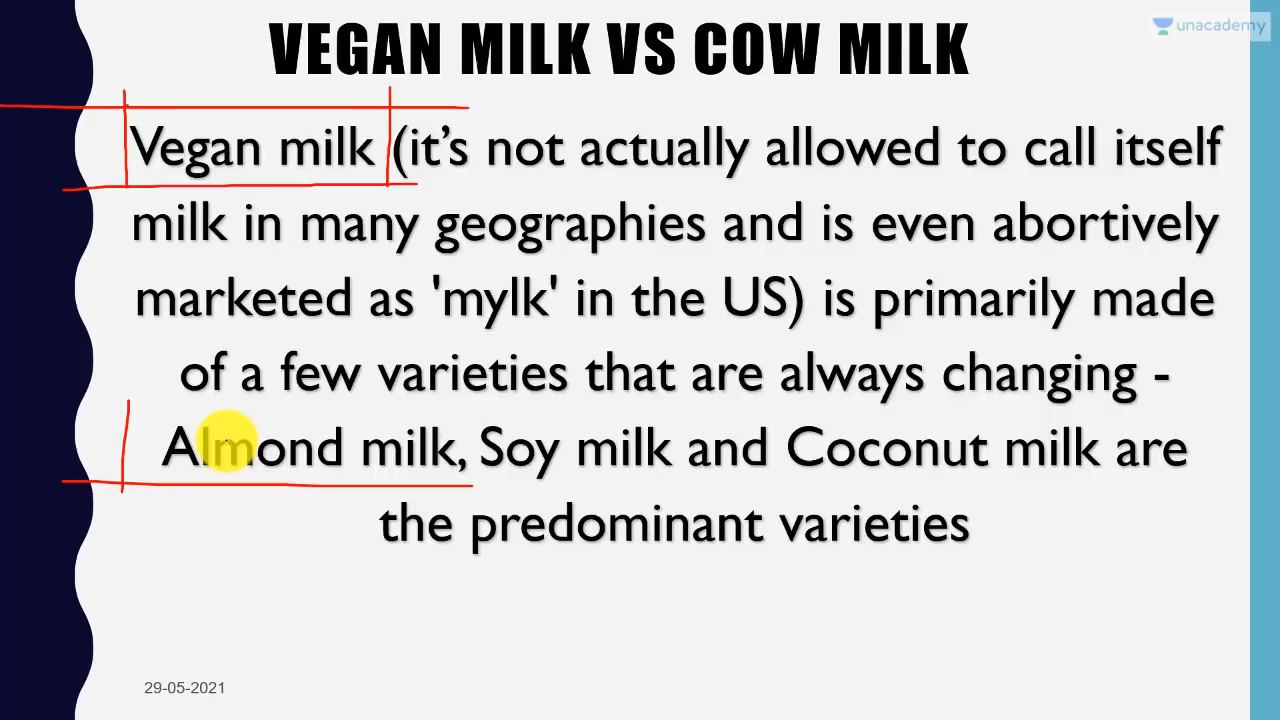 VEGAN MILK VS COW MILK
unacademy
Vegan milk (it’s not actually allowed to call itself
milk in many geographies and is even abortively
marketed as 'mylk' in the US) is primarily made
of a few varieties that are always changing -
Almond milk, Soy milk and Coconut milk are
the predominant varieties
29-05-2021